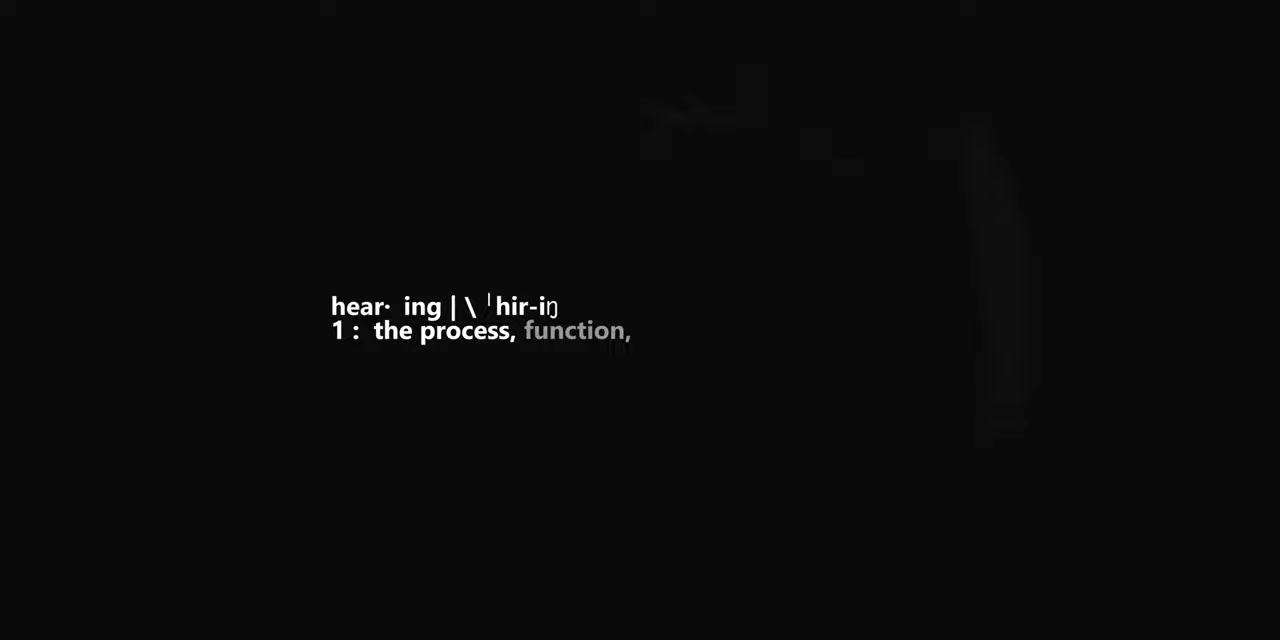 hear· ing | \ ˈhir-iŋ
1 : the process, function,